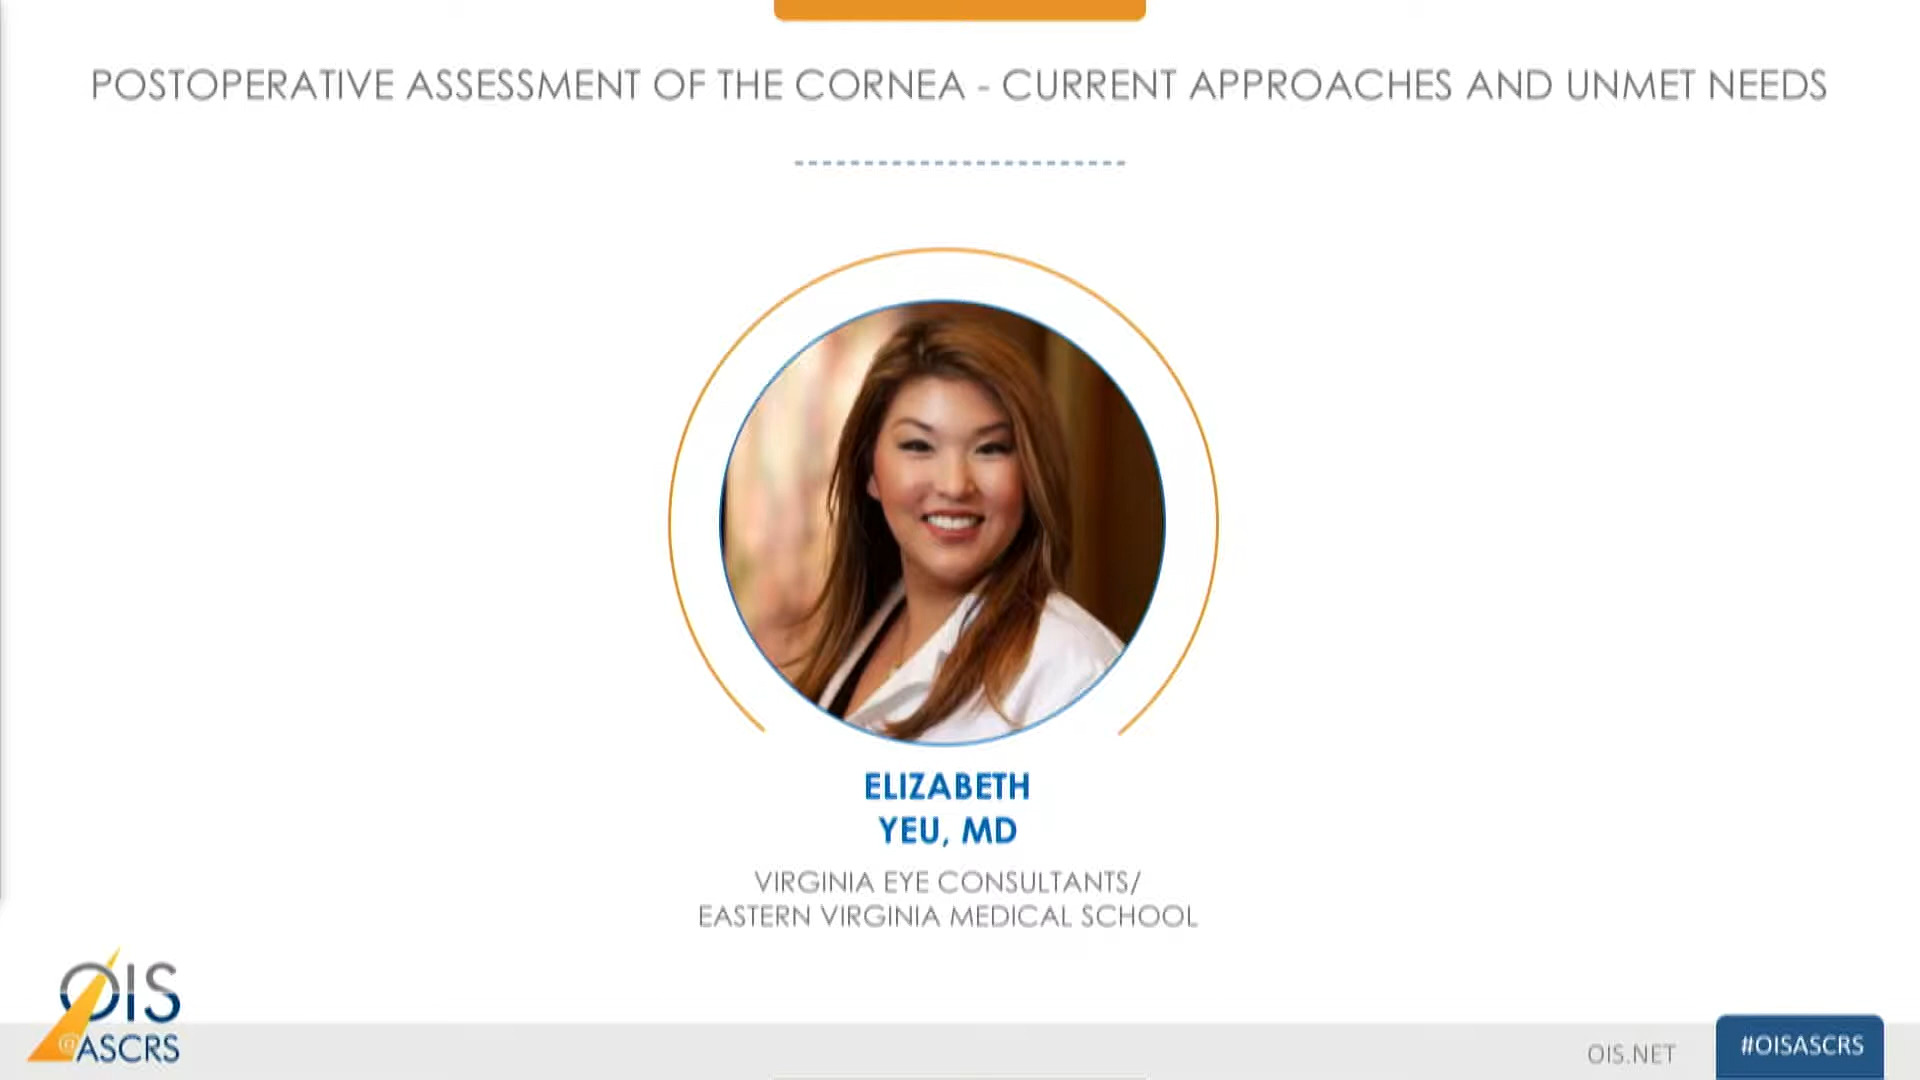 POSTOPERATIVE ASSESSMENT OF THE CORNEA - CURRENT APPROACHES AND UNMET NEEDS
ELIZABETH
YEU, MD
VIRGINIA EYE CONSULTANTS/
EASTERN VIRGINIA MEDICAL SCHOOL
OIS
@ASCRS
OIS.NET
#OISASCRS